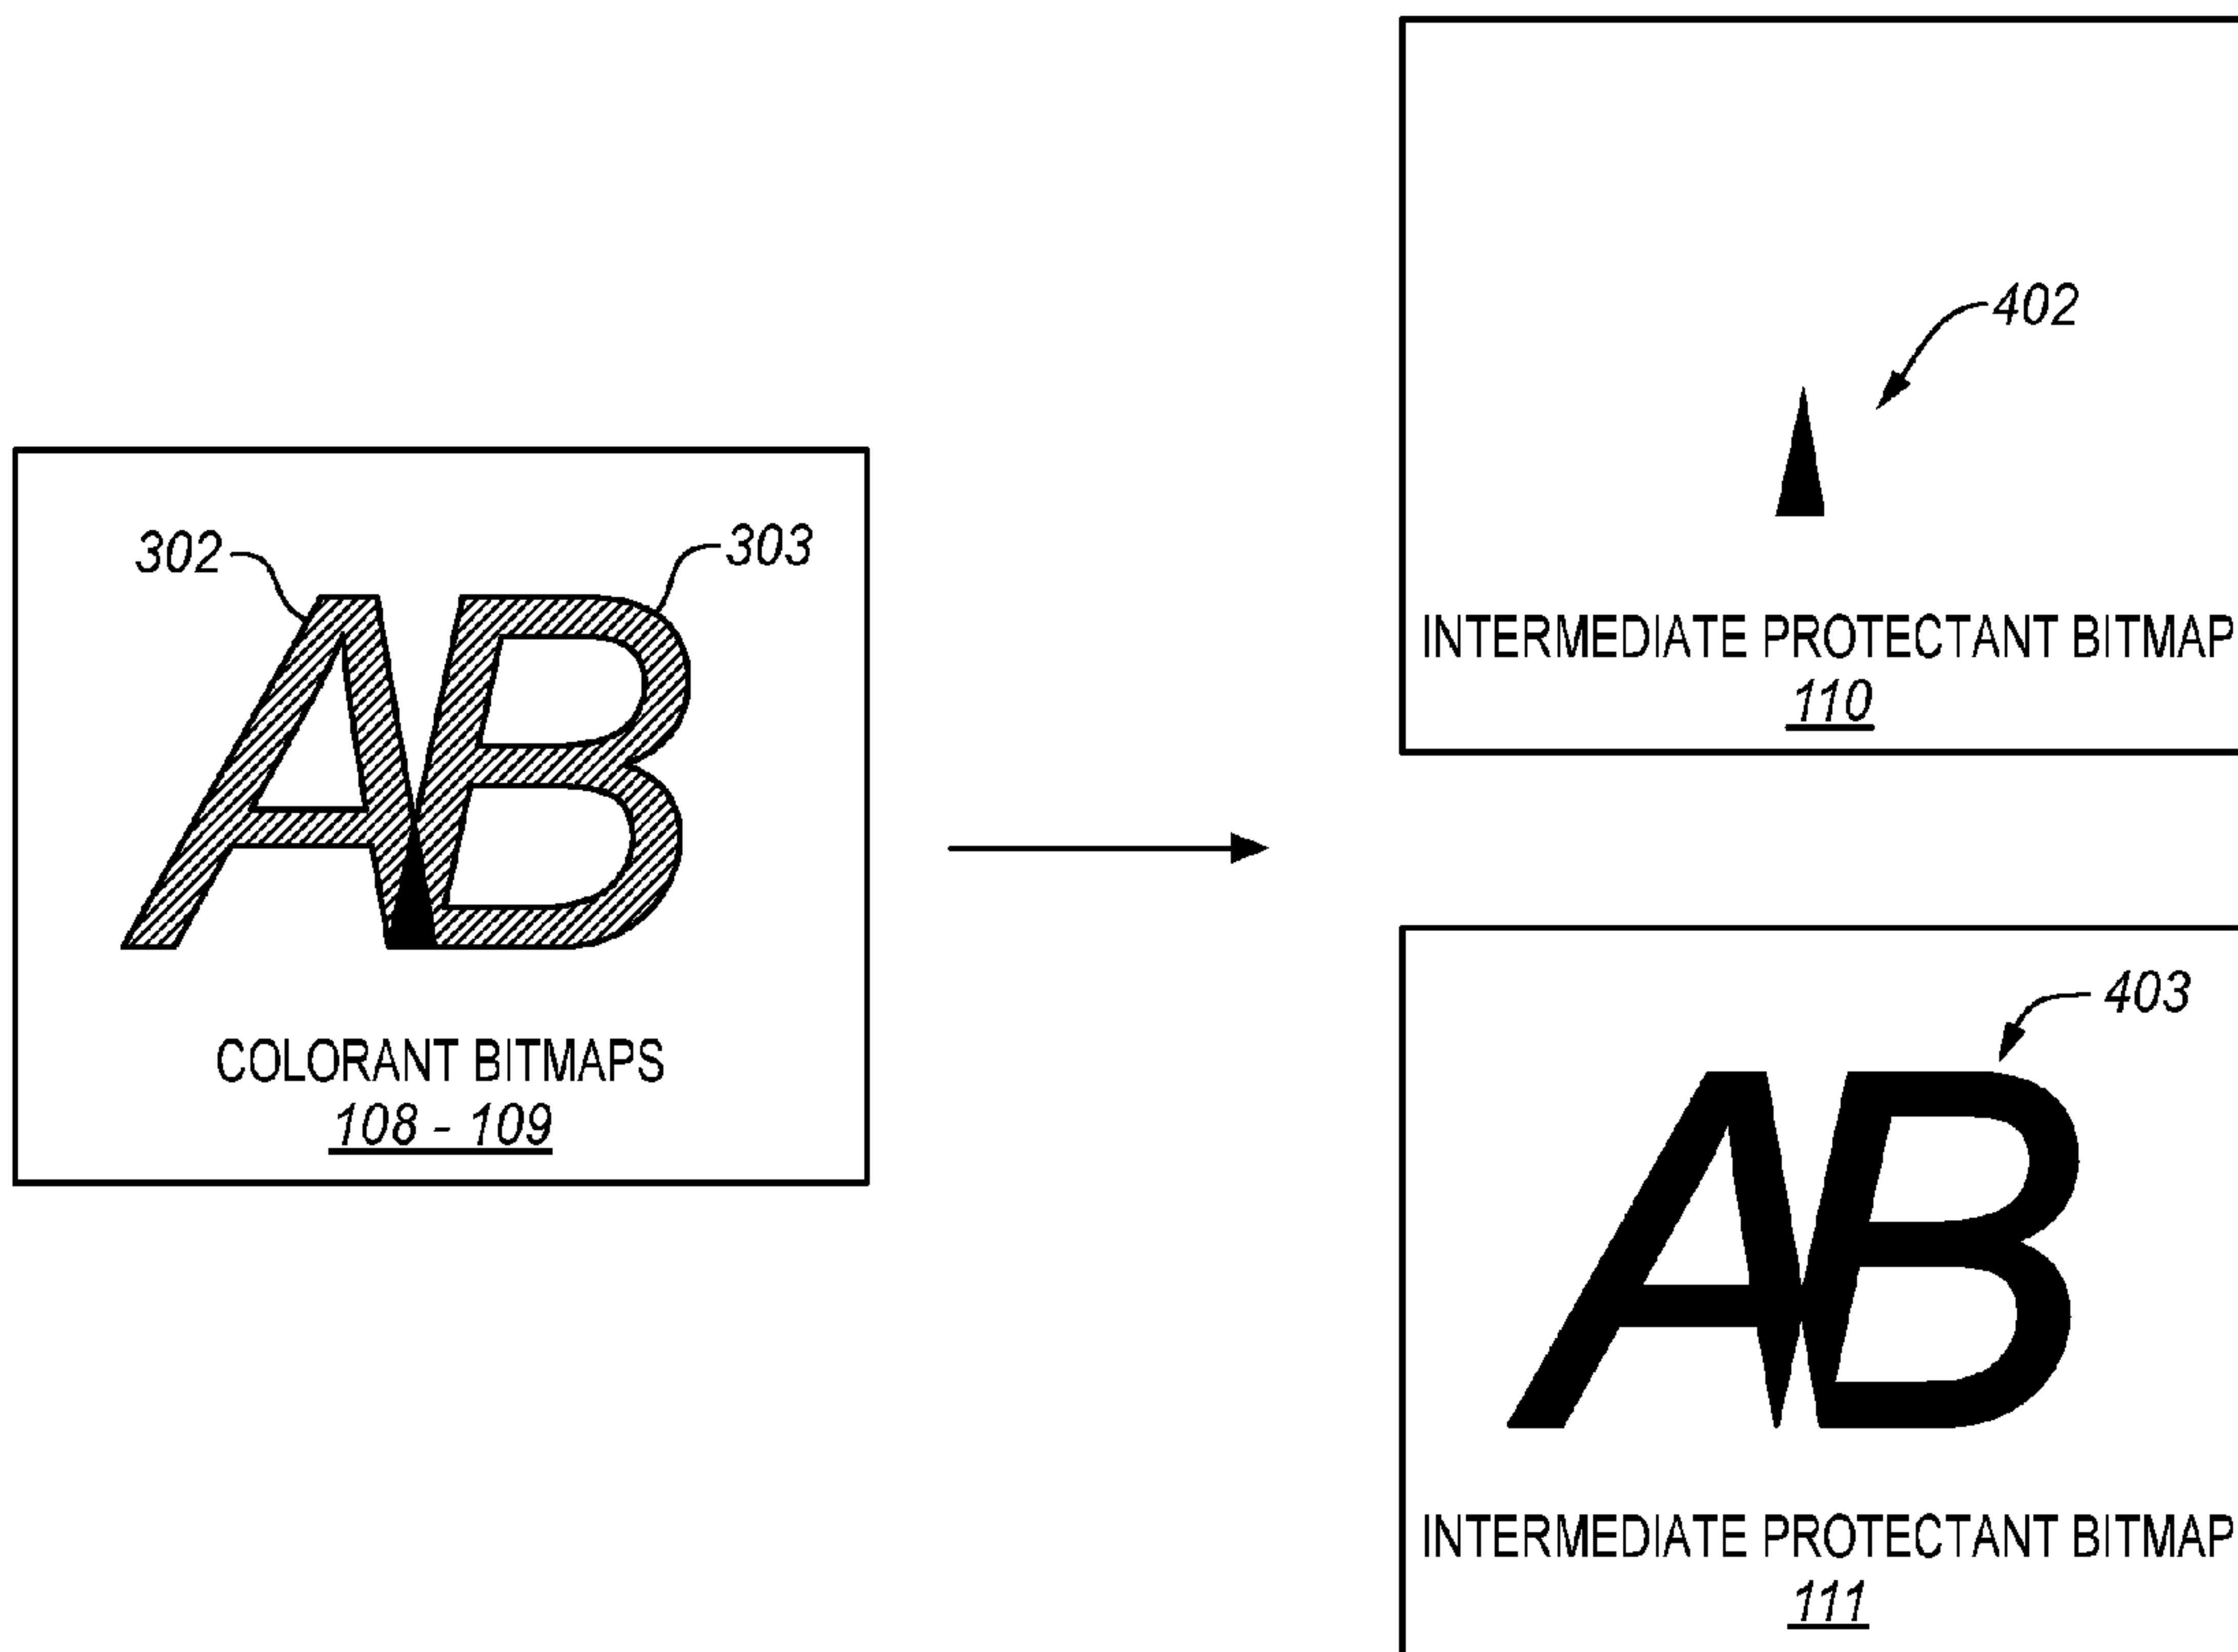 302
303
AB
COLORANT BITMAPS
108 - 109
402
INTERMEDIATE PROTECTANT BITMAP
110
403
AB
INTERMEDIATE PROTECTANT BITMAP
111